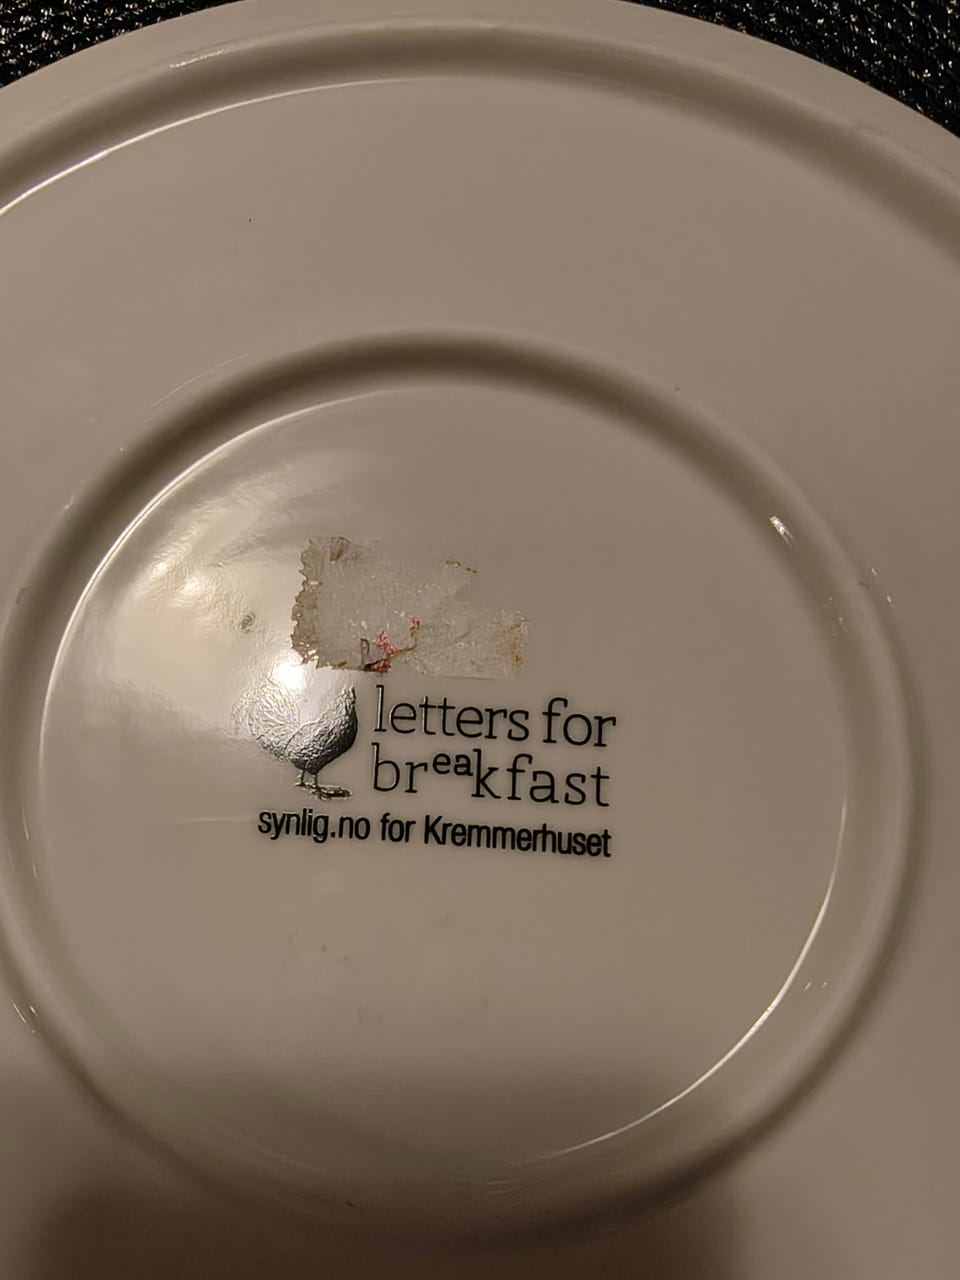 letters for
breakfast
synlig.no for Kremmerhuset